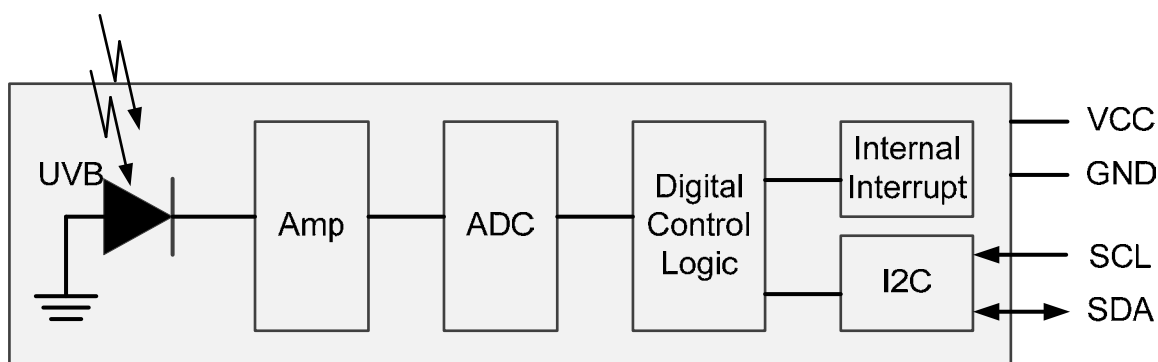 UVB
Amp
ADC
Digital
Control
Logic
Internal
Interrupt
I2C
VCC
GND
SCL
SDA